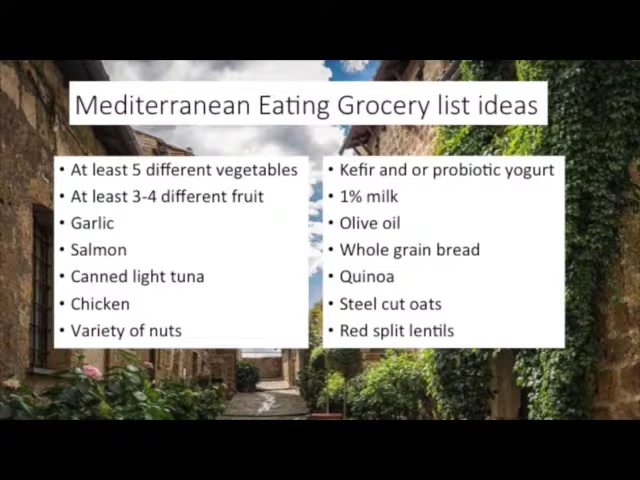 Mediterranean Eating Grocery list ideas
• At least 5 different vegetables
• At least 3-4 different fruit
• Garlic
• Salmon
• Canned light tuna
• Chicken
• Variety of nuts
• Kefir and or probiotic yogurt
• 1% milk
• Olive oil
• Whole grain bread
• Quinoa
• Steel cut oats
• Red split lentils